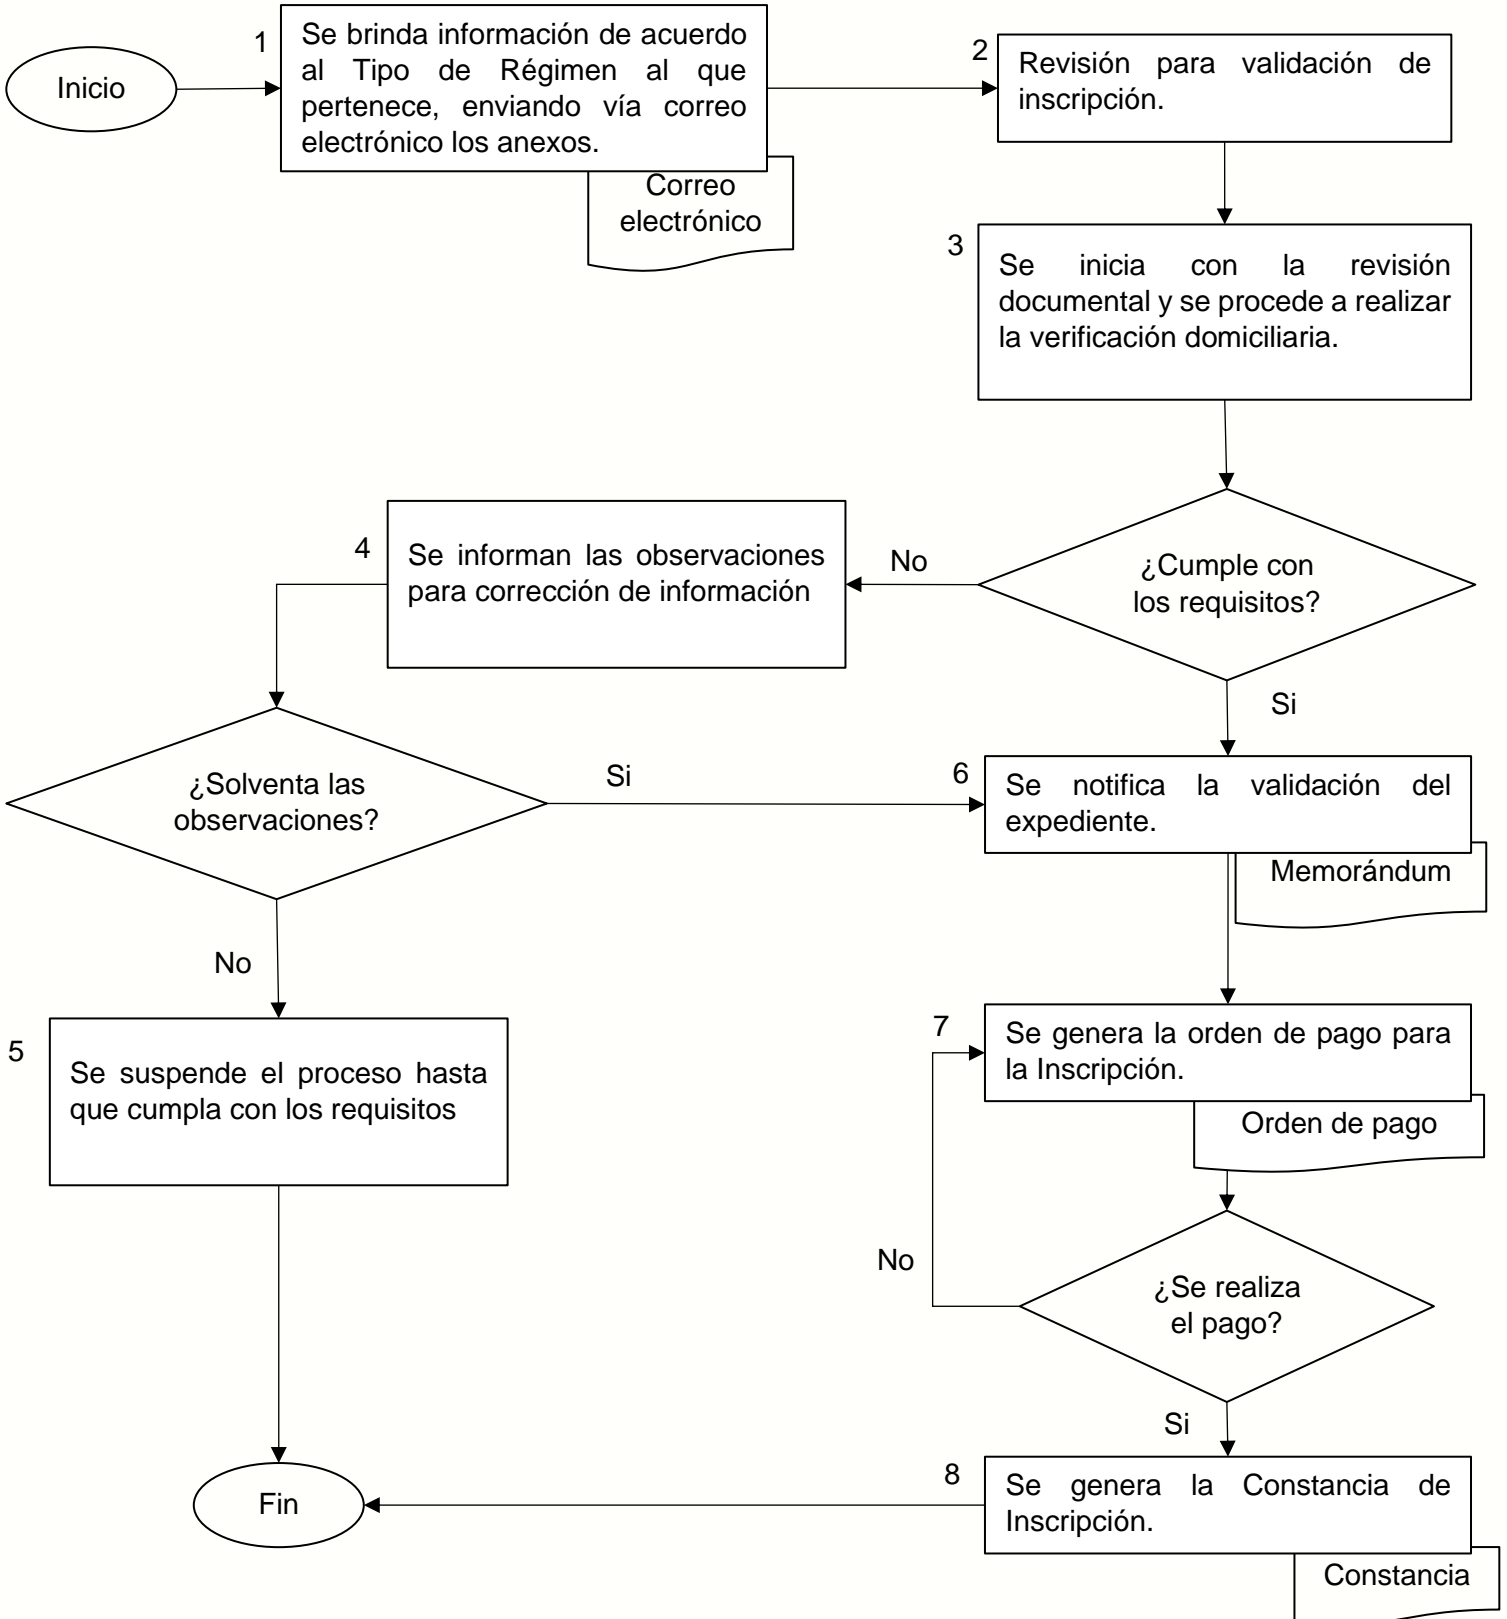 Inicio
1
Se brinda información de acuerdo
al Tipo de Régimen al que
pertenece, enviando vía correo
electrónico los anexos.
Correo
electrónico
2
Revisión para validación de
inscripción.
3
Se inicia con la revisión
documental y se procede a realizar
la verificación domiciliaria.
¿Cumple con
los requisitos?
No
4
Se informan las observaciones
para corrección de información
Si
¿Solventa las
observaciones?
Si
6
Se notifica la validación del
expediente.
Memorándum
No
5
Se suspende el proceso hasta
que cumpla con los requisitos
7
Se genera la orden de pago para
la Inscripción.
Orden de pago
No
¿Se realiza
el pago?
Si
8
Se genera la Constancia de
Inscripción.
Constancia
Fin